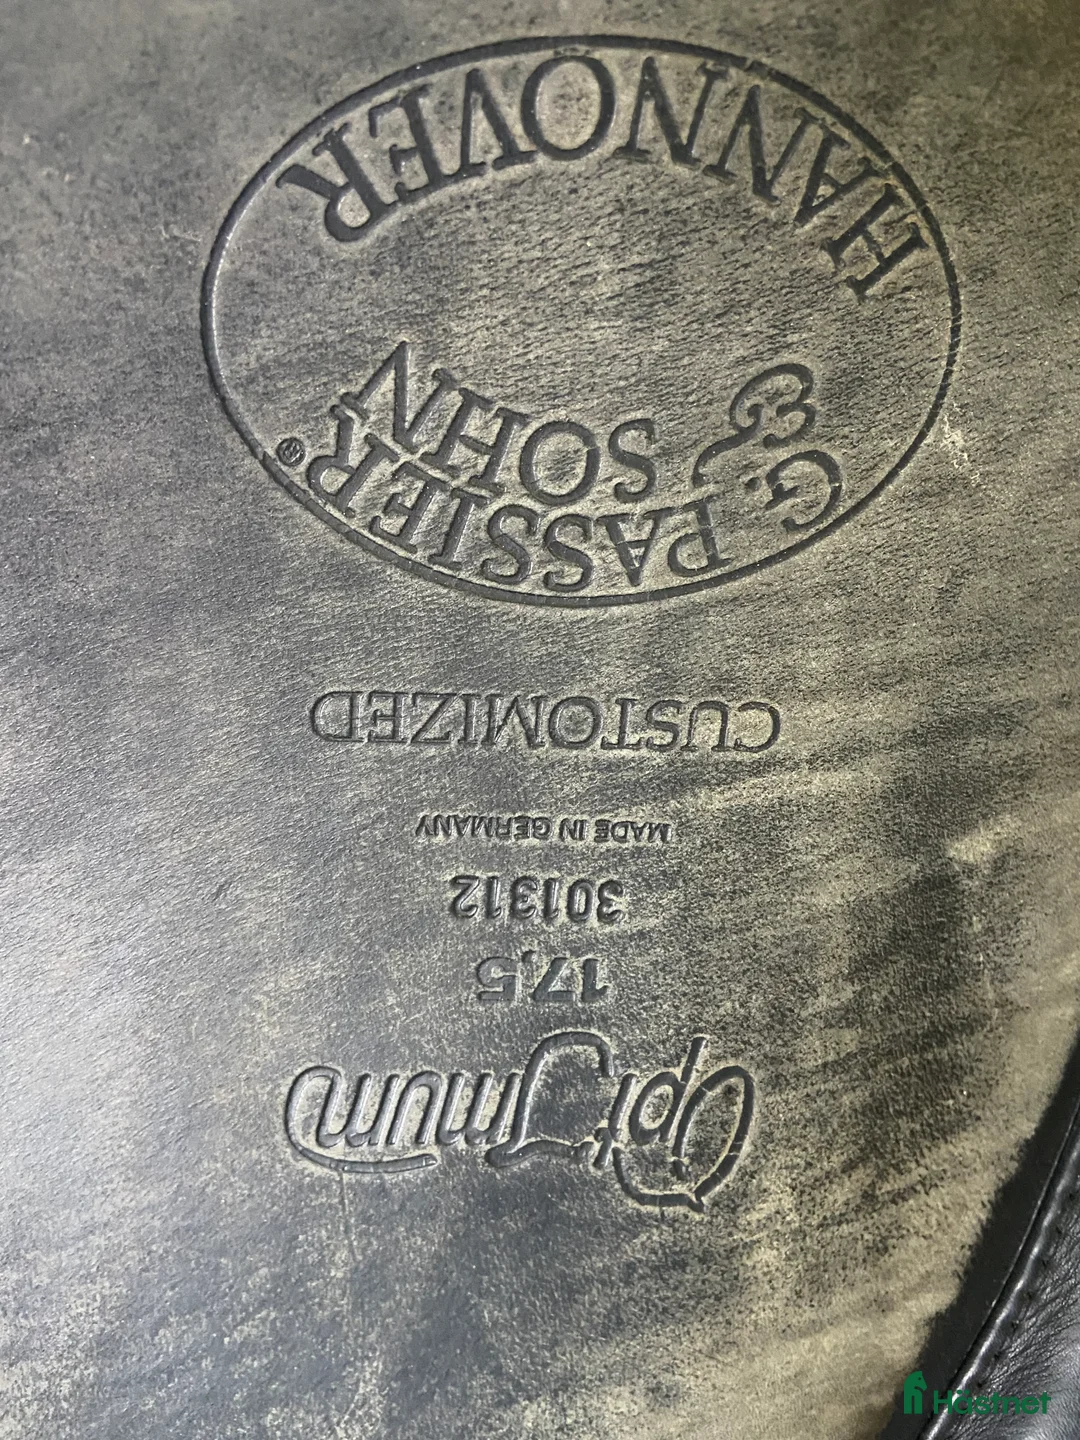 OptImum
17,5
301312
MADE IN GERMANY
CUSTOMIZED
G. PASSIER®
& SOHN
HANNOVER
Hästnet